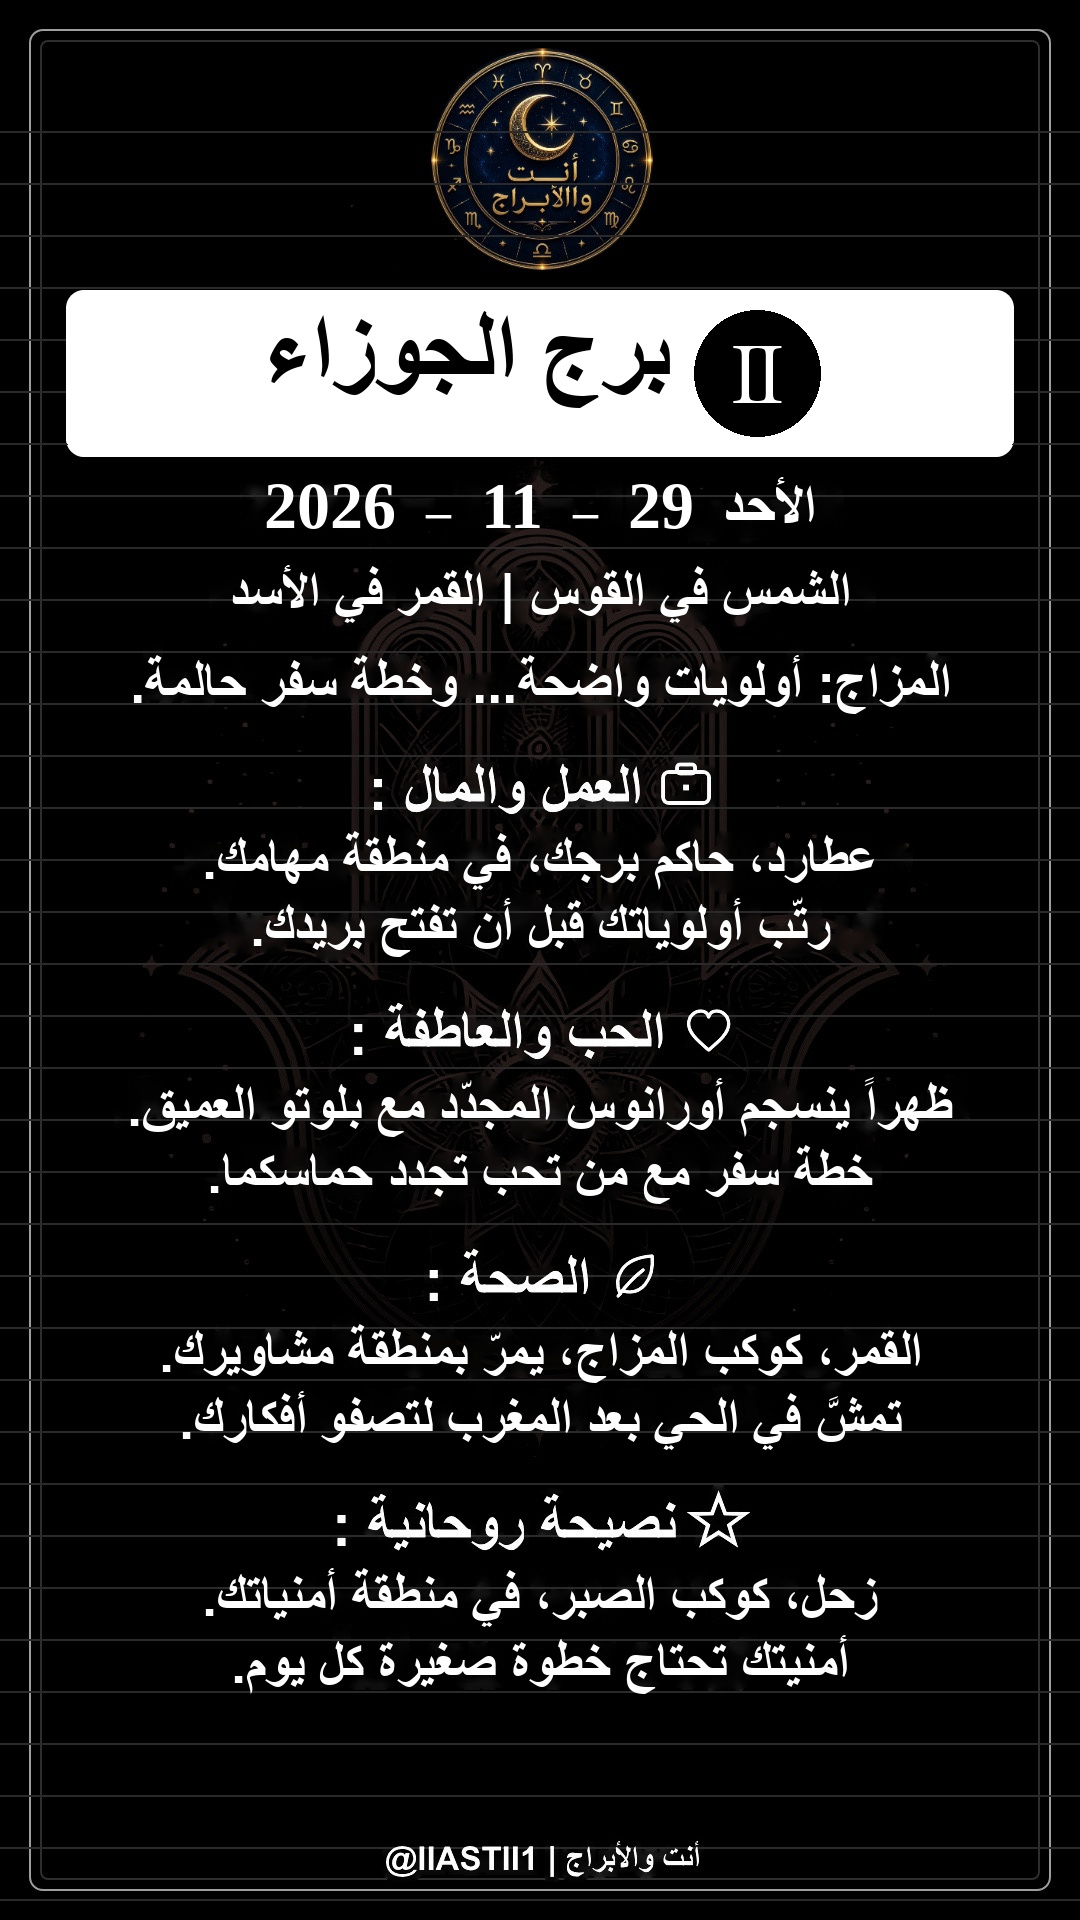 أنت
واالأبراج
برج الجوزاء
الأحد 29 – 11 – 2026
الشمس في القوس | القمر في الأسد
المزاج: أولويات واضحة... وخطة سفر حالمة.
العمل والمال :
عطارد، حاكم برجك، في منطقة مهامك.
رتّب أولوياتك قبل أن تفتح بريدك.
الحب والعاطفة :
ظهراً ينسجم أورانوس المجدّد مع بلوتو العميق.
خطة سفر مع من تحب تجدد حماسكما.
الصحة :
القمر، كوكب المزاج، يمرّ بمنطقة مشاويرك.
تمشَّ في الحي بعد المغرب لتصفو أفكارك.
نصيحة روحانية :
زحل، كوكب الصبر، في منطقة أمنياتك.
أمنيتك تحتاج خطوة صغيرة كل يوم.
أنت والأبراج | @IIASTII1